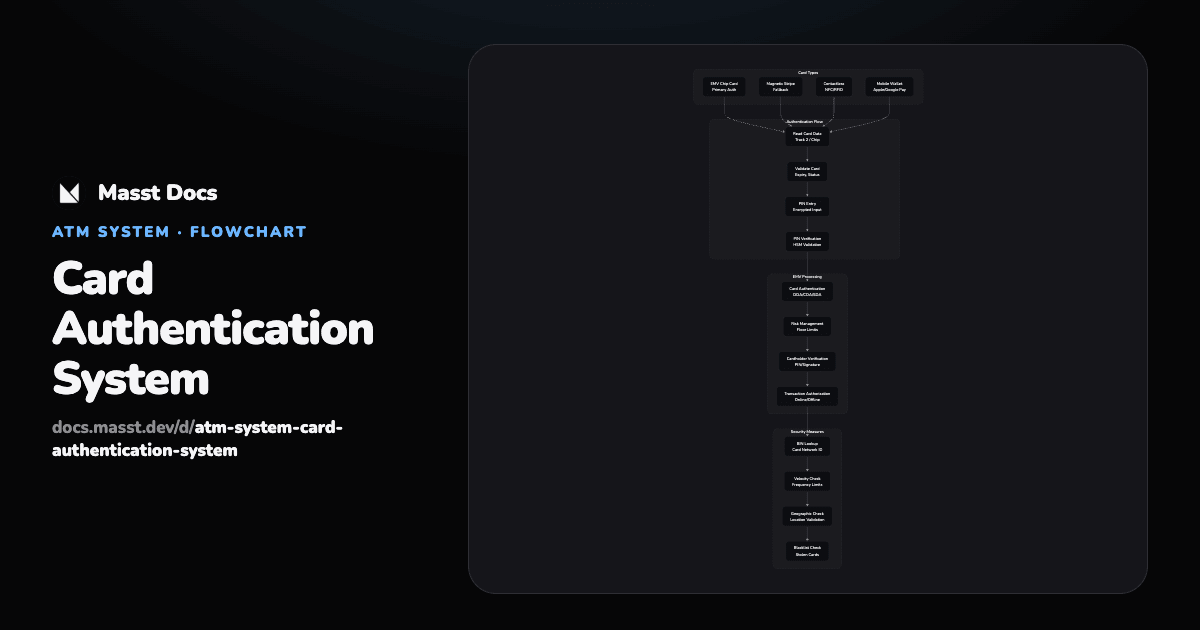 Masst Docs
ATM SYSTEM · FLOWCHART
Card
Authentication
System
docs.masst.dev/d/atm-system-card-
authentication-system
Card Types
EMV Chip Card
Primary Auth
Magnetic Stripe
Fallback
Contactless
NFC/RFID
Mobile Wallet
Apple/Google Pay
Authentication Flow
Read Card Data
Track 2 / Chip
Validate Card
Expiry, Status
PIN Entry
Encrypted Input
PIN Verification
HSM Validation
EMV Processing
Card Authentication
DDA/CDA/SDA
Risk Management
Floor Limits
Cardholder Verification
PIN/Signature
Transaction Authorization
Online/Offline
Security Measures
BIN Lookup
Card Network ID
Velocity Check
Frequency Limits
Geographic Check
Location Validation
Blacklist Check
Stolen Cards